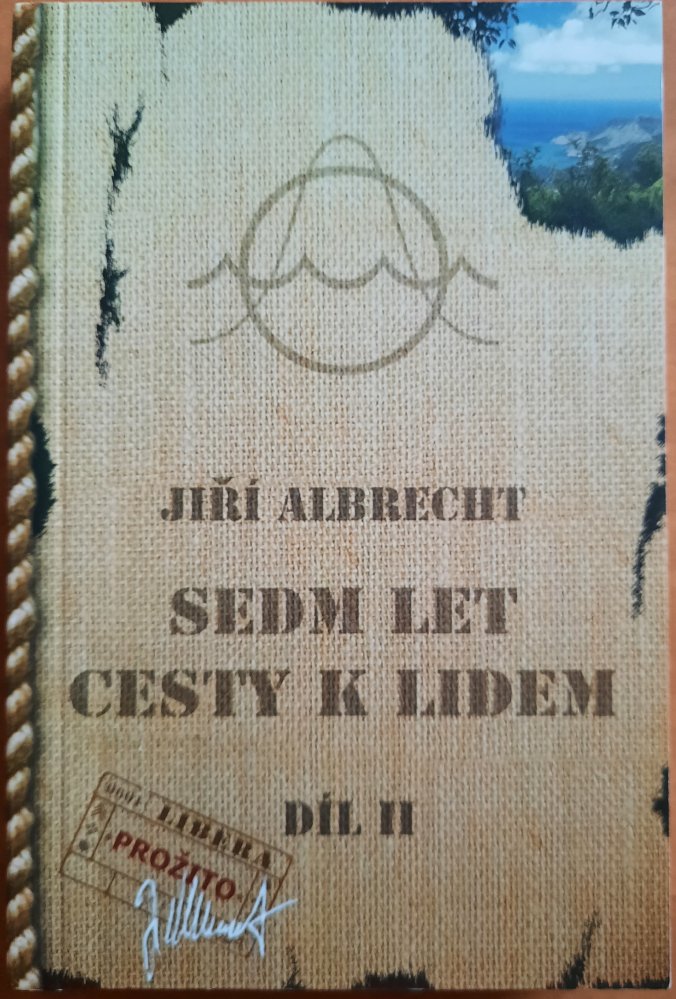 JIŘÍ ALBRECHT
SEDM LET
CESTY K LIDEM
DÍL II
LIBERA
PROŽITO